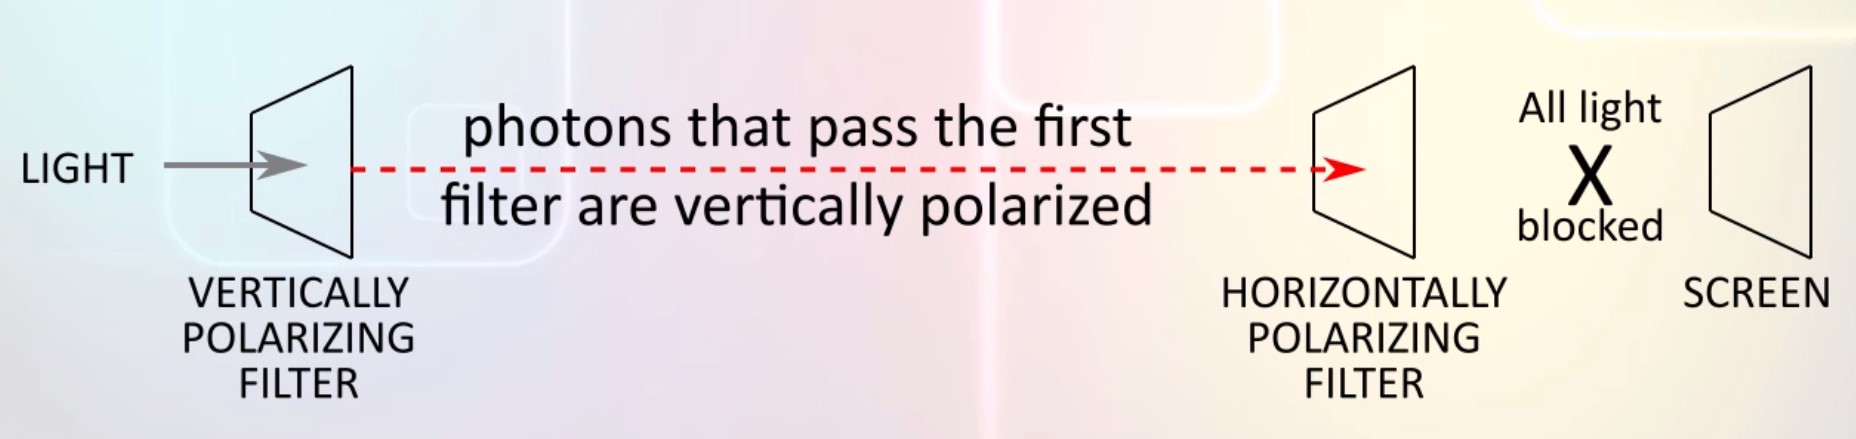 LIGHT
VERTICALLY
POLARIZING
FILTER
photons that pass the first
filter are vertically polarized
HORIZONTALLY
POLARIZING
FILTER
All light
X
blocked
SCREEN